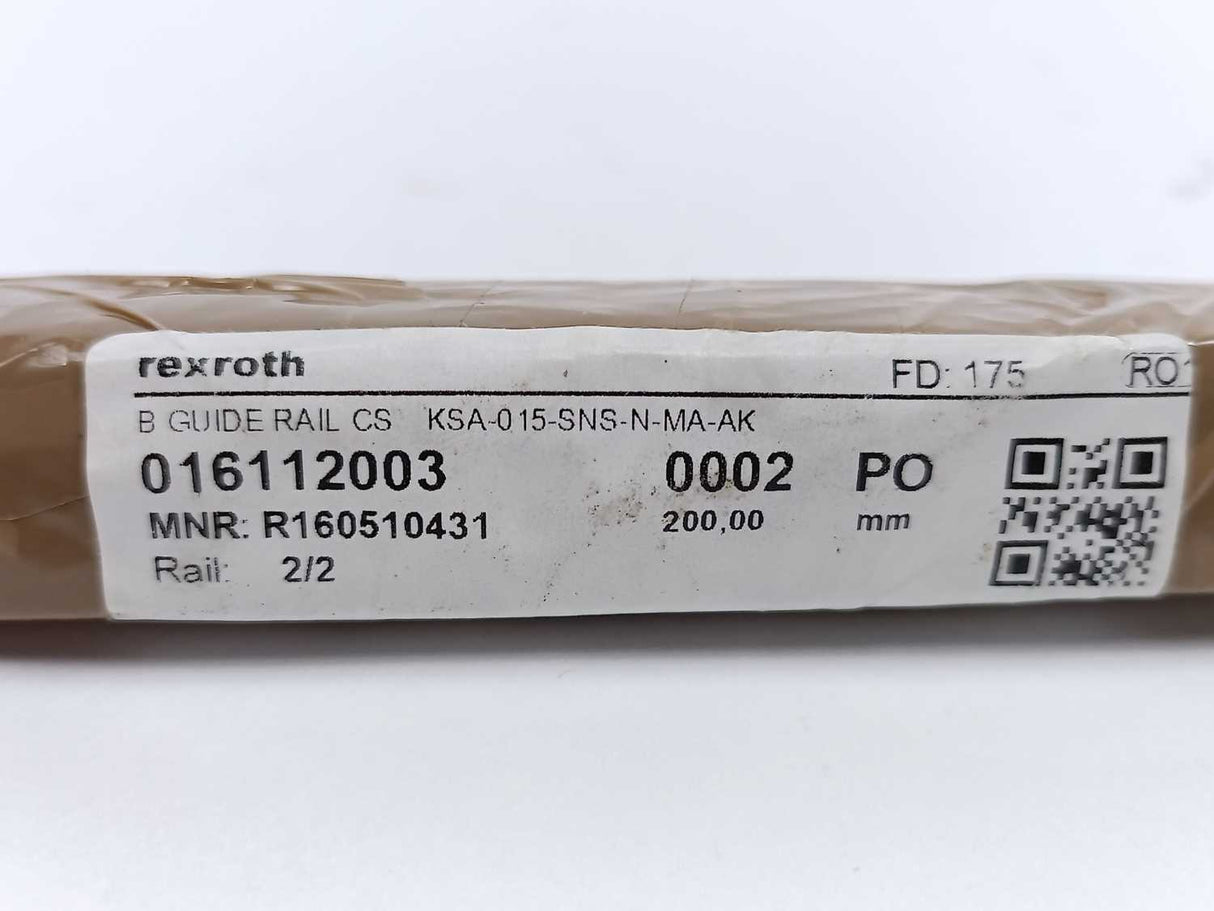 rexroth FD: 175 RO1
B GUIDE RAIL CS KSA-015-SNS-N-MA-AK
016112003 0002 PO
MNR: R160510431 200,00 mm
Rail: 2/2